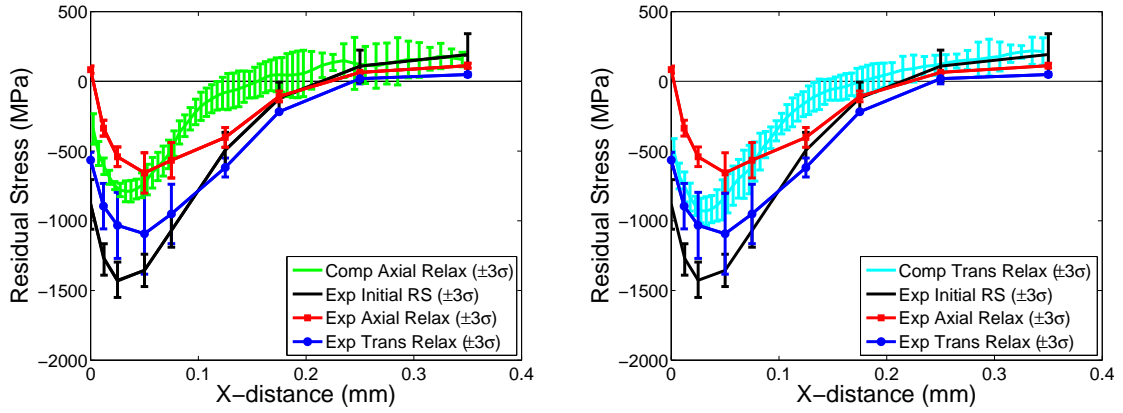 500
0
−500
−1000
−1500
−2000
Residual Stress (MPa)
0
0.1
0.2
0.3
0.4
X−distance (mm)
Comp Axial Relax (±3σ)
Exp Initial RS (±3σ)
Exp Axial Relax (±3σ)
Exp Trans Relax (±3σ)
500
0
−500
−1000
−1500
−2000
Residual Stress (MPa)
0
0.1
0.2
0.3
0.4
X−distance (mm)
Comp Trans Relax (±3σ)
Exp Initial RS (±3σ)
Exp Axial Relax (±3σ)
Exp Trans Relax (±3σ)